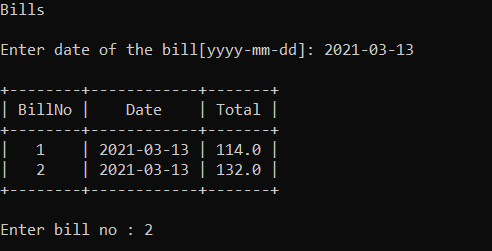 Bills
Enter date of the bill[yyyy-mm-dd]: 2021-03-13
+--------+------------+-------+
| BillNo |    Date    | Total |
+--------+------------+-------+
|   1    | 2021-03-13 | 114.0 |
|   2    | 2021-03-13 | 132.0 |
+--------+------------+-------+
Enter bill no : 2